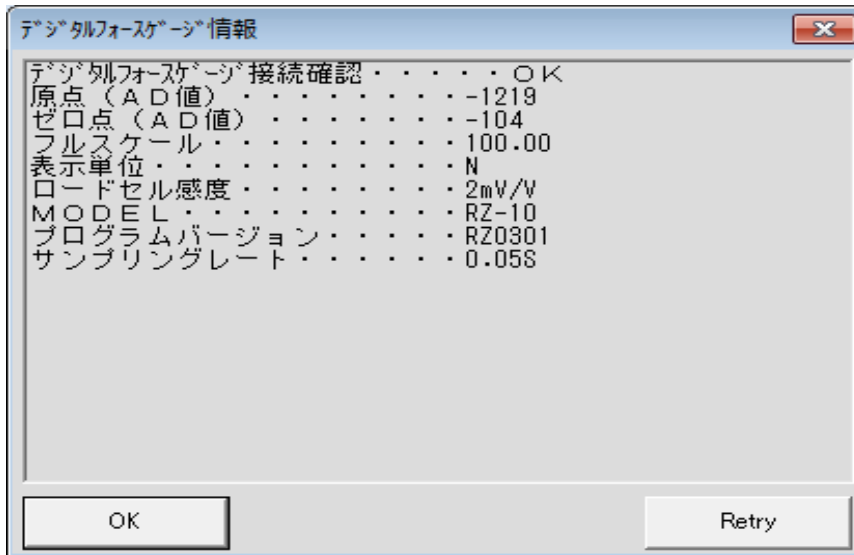 ﾃﾞｼﾞﾀﾙﾌｫｰｽｹﾞｰｼﾞ情報
ﾃﾞｼﾞﾀﾙﾌｫｰｽｹﾞｰｼﾞ接続確認・・・・・ＯＫ
原点（ＡＤ値）・・・・・・・・-1219
ゼロ点（ＡＤ値）・・・・・・・-104
フルスケール・・・・・・・・・100.00
表示単位・・・・・・・・・・・N
ロードセル感度・・・・・・・・2mV/V
ＭＯＤＥＬ・・・・・・・・・・RZ-10
プログラムバージョン・・・・・RZ0301
サンプリングレート・・・・・・0.05S
OK
Retry